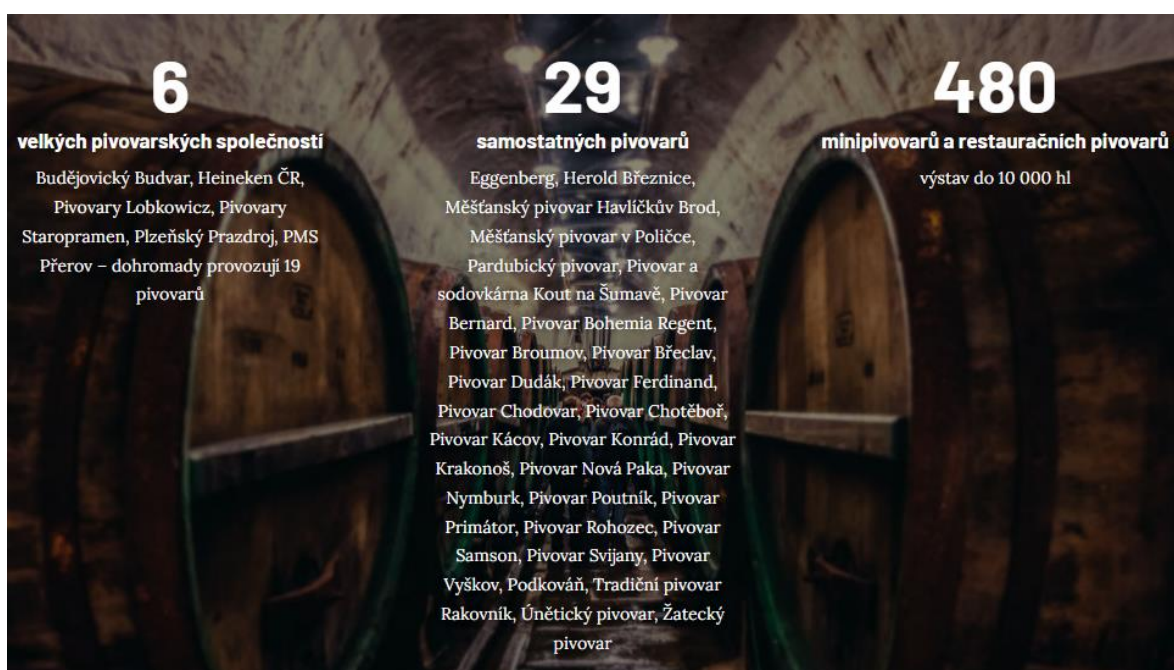 6
velkých pivovarských společností
Budějovický Budvar, Heineken ČR,
Pivovary Lobkowicz, Pivovary
Staropramen, Plzeňský Prazdroj, PMS
Přerov – dohromady provozují 19
pivovarů
29
samostatných pivovarů
Eggenberg, Herold Březnice,
Měšťanský pivovar Havlíčkův Brod,
Měšťanský pivovar v Poličce,
Pardubický pivovar, Pivovar a
sodovkárna Kout na Šumavě, Pivovar
Bernard, Pivovar Bohemia Regent,
Pivovar Broumov, Pivovar Břeclav,
Pivovar Dudák, Pivovar Ferdinand,
Pivovar Chodovar, Pivovar Chotěboř,
Pivovar Kácov, Pivovar Konrád, Pivovar
Krakonoš, Pivovar Nová Paka, Pivovar
Nymburk, Pivovar Poutník, Pivovar
Primátor, Pivovar Rohozec, Pivovar
Samson, Pivovar Svijany, Pivovar
Vyškov, Podkováň, Tradiční pivovar
Rakovník, Únětický pivovar, Žatecký
pivovar
480
minipivovarů a restauračních pivovarů
výstav do 10 000 hl